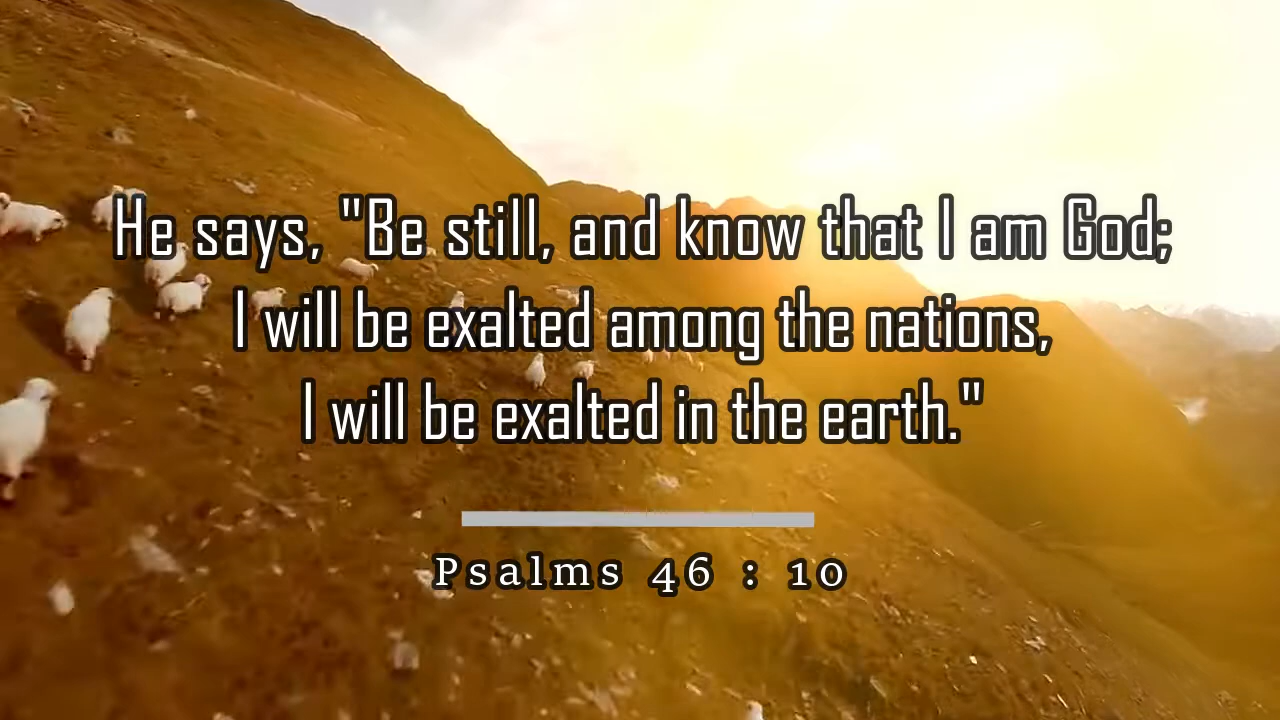 He says, "Be still, and know that I am God;
I will be exalted among the nations,
I will be exalted in the earth."
Psalms 46 : 10